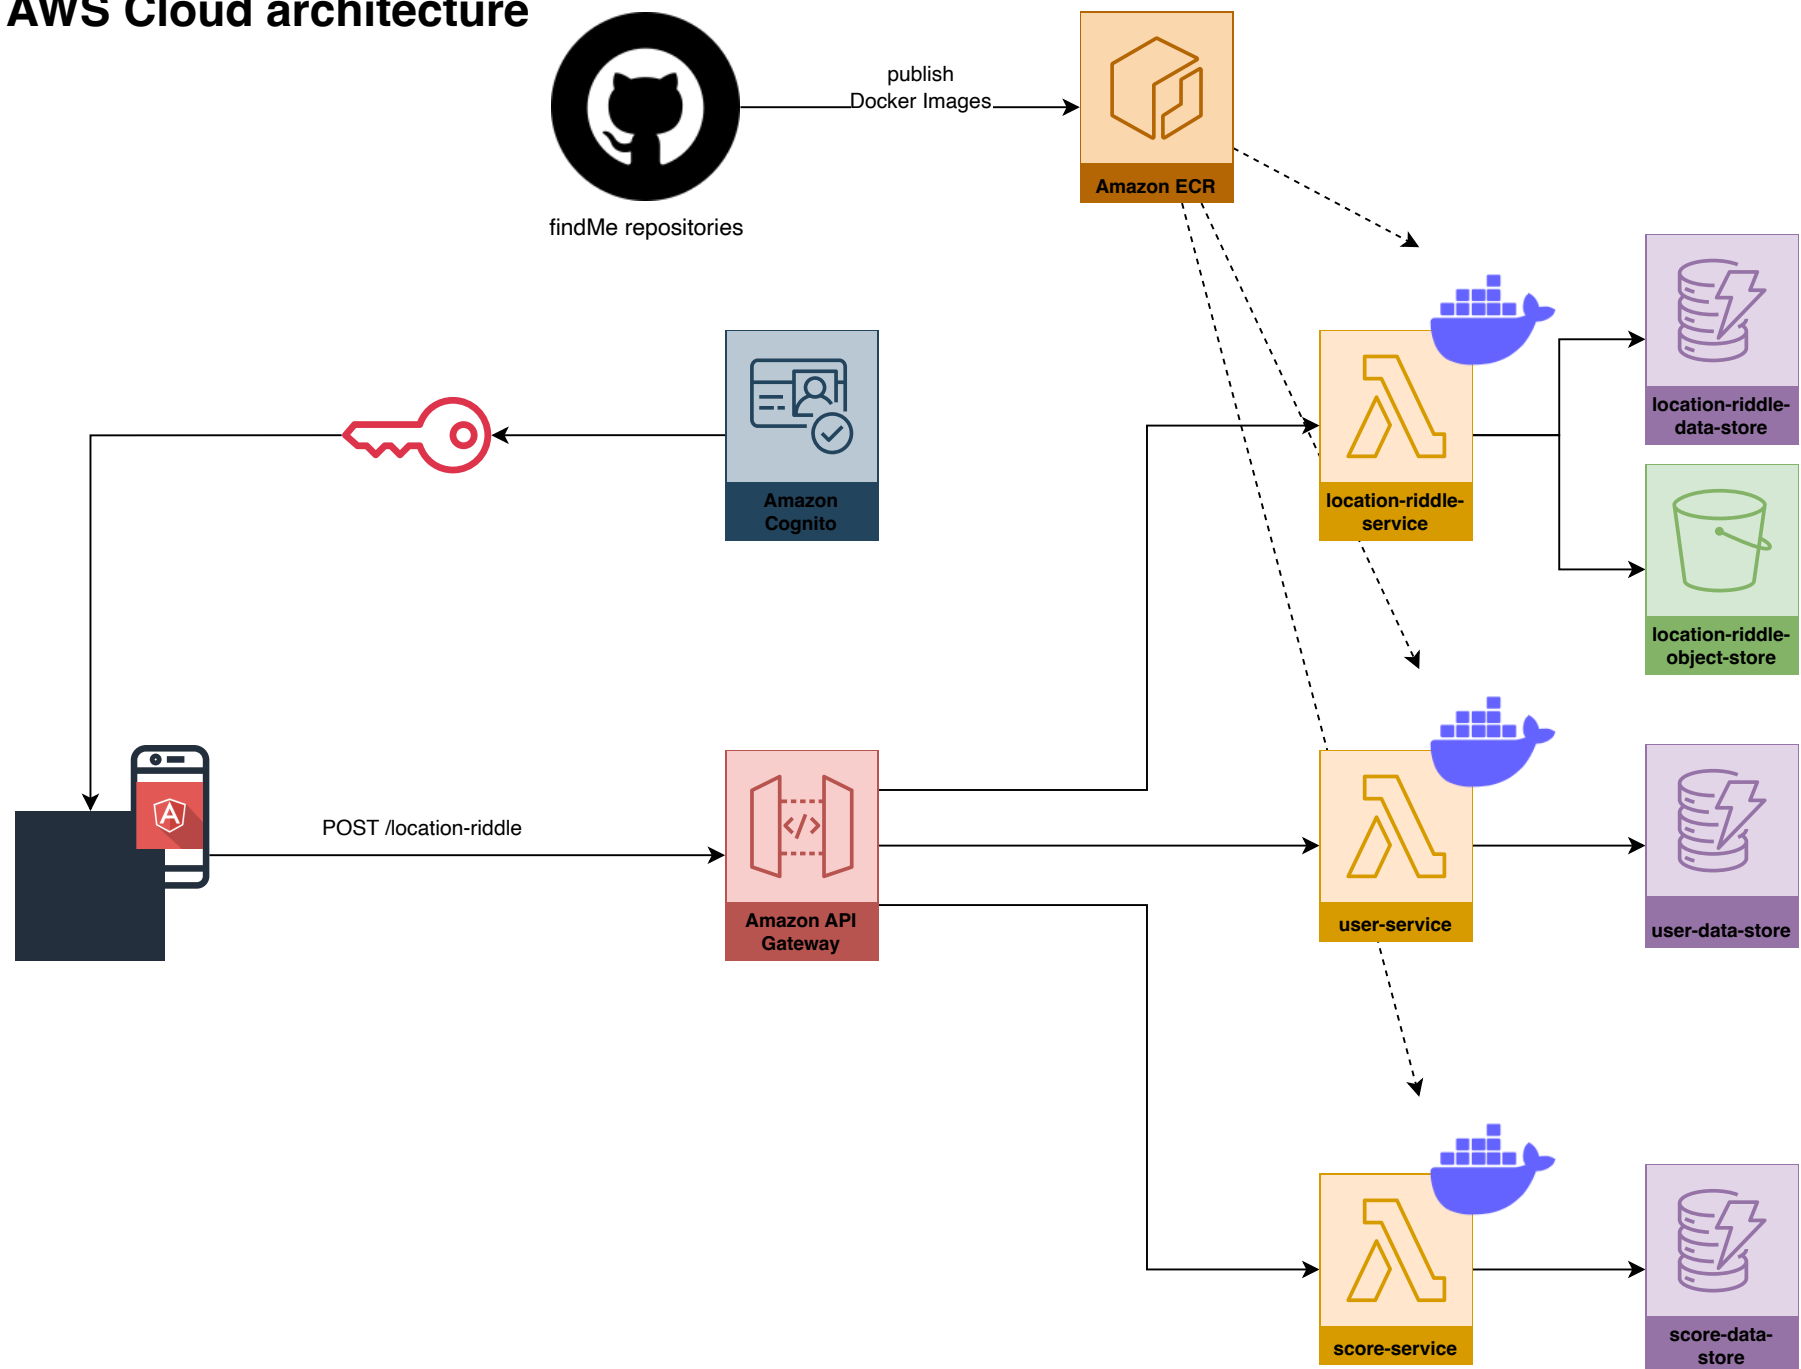 AWS Cloud architecture
publish
Docker Images
Amazon ECR
findMe repositories
Amazon
Cognito
location-riddle-
service
location-riddle-
data-store
location-riddle-
object-store
A
POST /location-riddle
</>
Amazon API
Gateway
user-service
user-data-store
score-service
score-data-
store